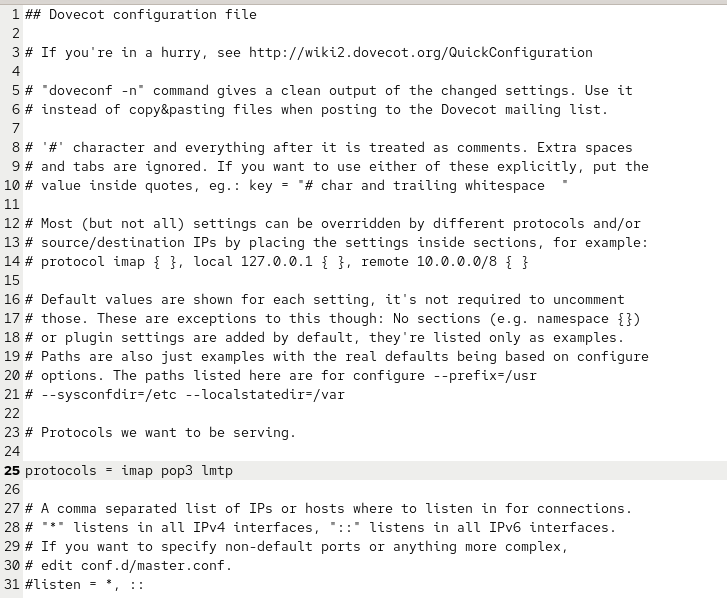 1 ## Dovecot configuration file
2
3 # If you're in a hurry, see http://wiki2.dovecot.org/QuickConfiguration
4
5 # "doveconf -n" command gives a clean output of the changed settings. Use it
6 # instead of copy&pasting files when posting to the Dovecot mailing list.
7
8 # '#' character and everything after it is treated as comments. Extra spaces
9 # and tabs are ignored. If you want to use either of these explicitly, put the
10 # value inside quotes, eg.: key = "# char and trailing whitespace  "
11
12 # Most (but not all) settings can be overridden by different protocols and/or
13 # source/destination IPs by placing the settings inside sections, for example:
14 # protocol imap { }, local 127.0.0.1 { }, remote 10.0.0.0/8 { }
15
16 # Default values are shown for each setting, it's not required to uncomment
17 # those. These are exceptions to this though: No sections (e.g. namespace {})
18 # or plugin settings are added by default, they're listed only as examples.
19 # Paths are also just examples with the real defaults being based on configure
20 # options. The paths listed here are for configure --prefix=/usr
21 # --sysconfdir=/etc --localstatedir=/var
22
23 # Protocols we want to be serving.
24
25 protocols = imap pop3 lmtp
26
27 # A comma separated list of IPs or hosts where to listen in for connections.
28 # "*" listens in all IPv4 interfaces, "::" listens in all IPv6 interfaces.
29 # If you want to specify non-default ports or anything more complex,
30 # edit conf.d/master.conf.
31 #listen = *, ::